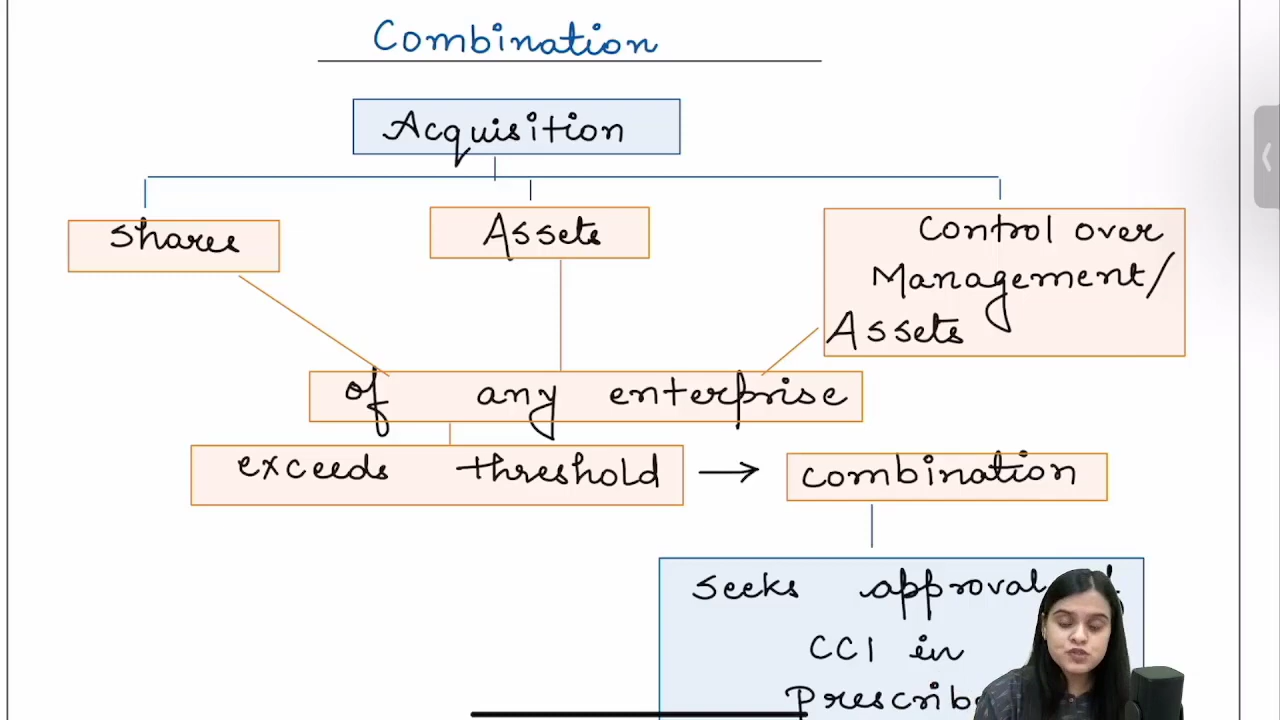 Combination
Acquisition
Shares
Assets
Control over
Management/
Assets
of any enterprise
exceeds threshold
combination
Seeks approval
CCI in